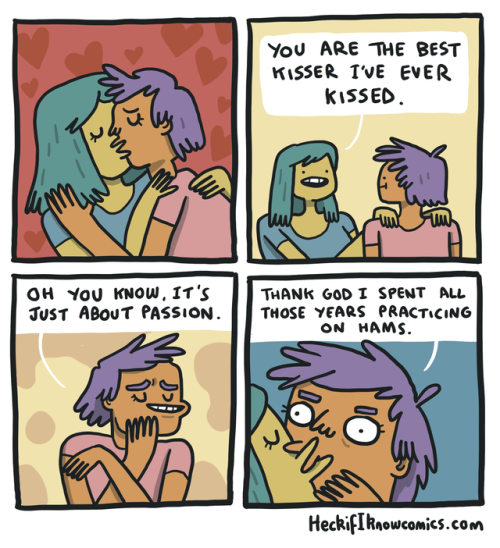 YOU ARE THE BEST
KISSER I'VE EVER
KISSED.
OH YOU KNOW, IT'S
JUST ABOUT PASSION.
THANK GOD I SPENT ALL
THOSE YEARS PRACTICING
ON HAMS.
HeckifIknowcomics.com